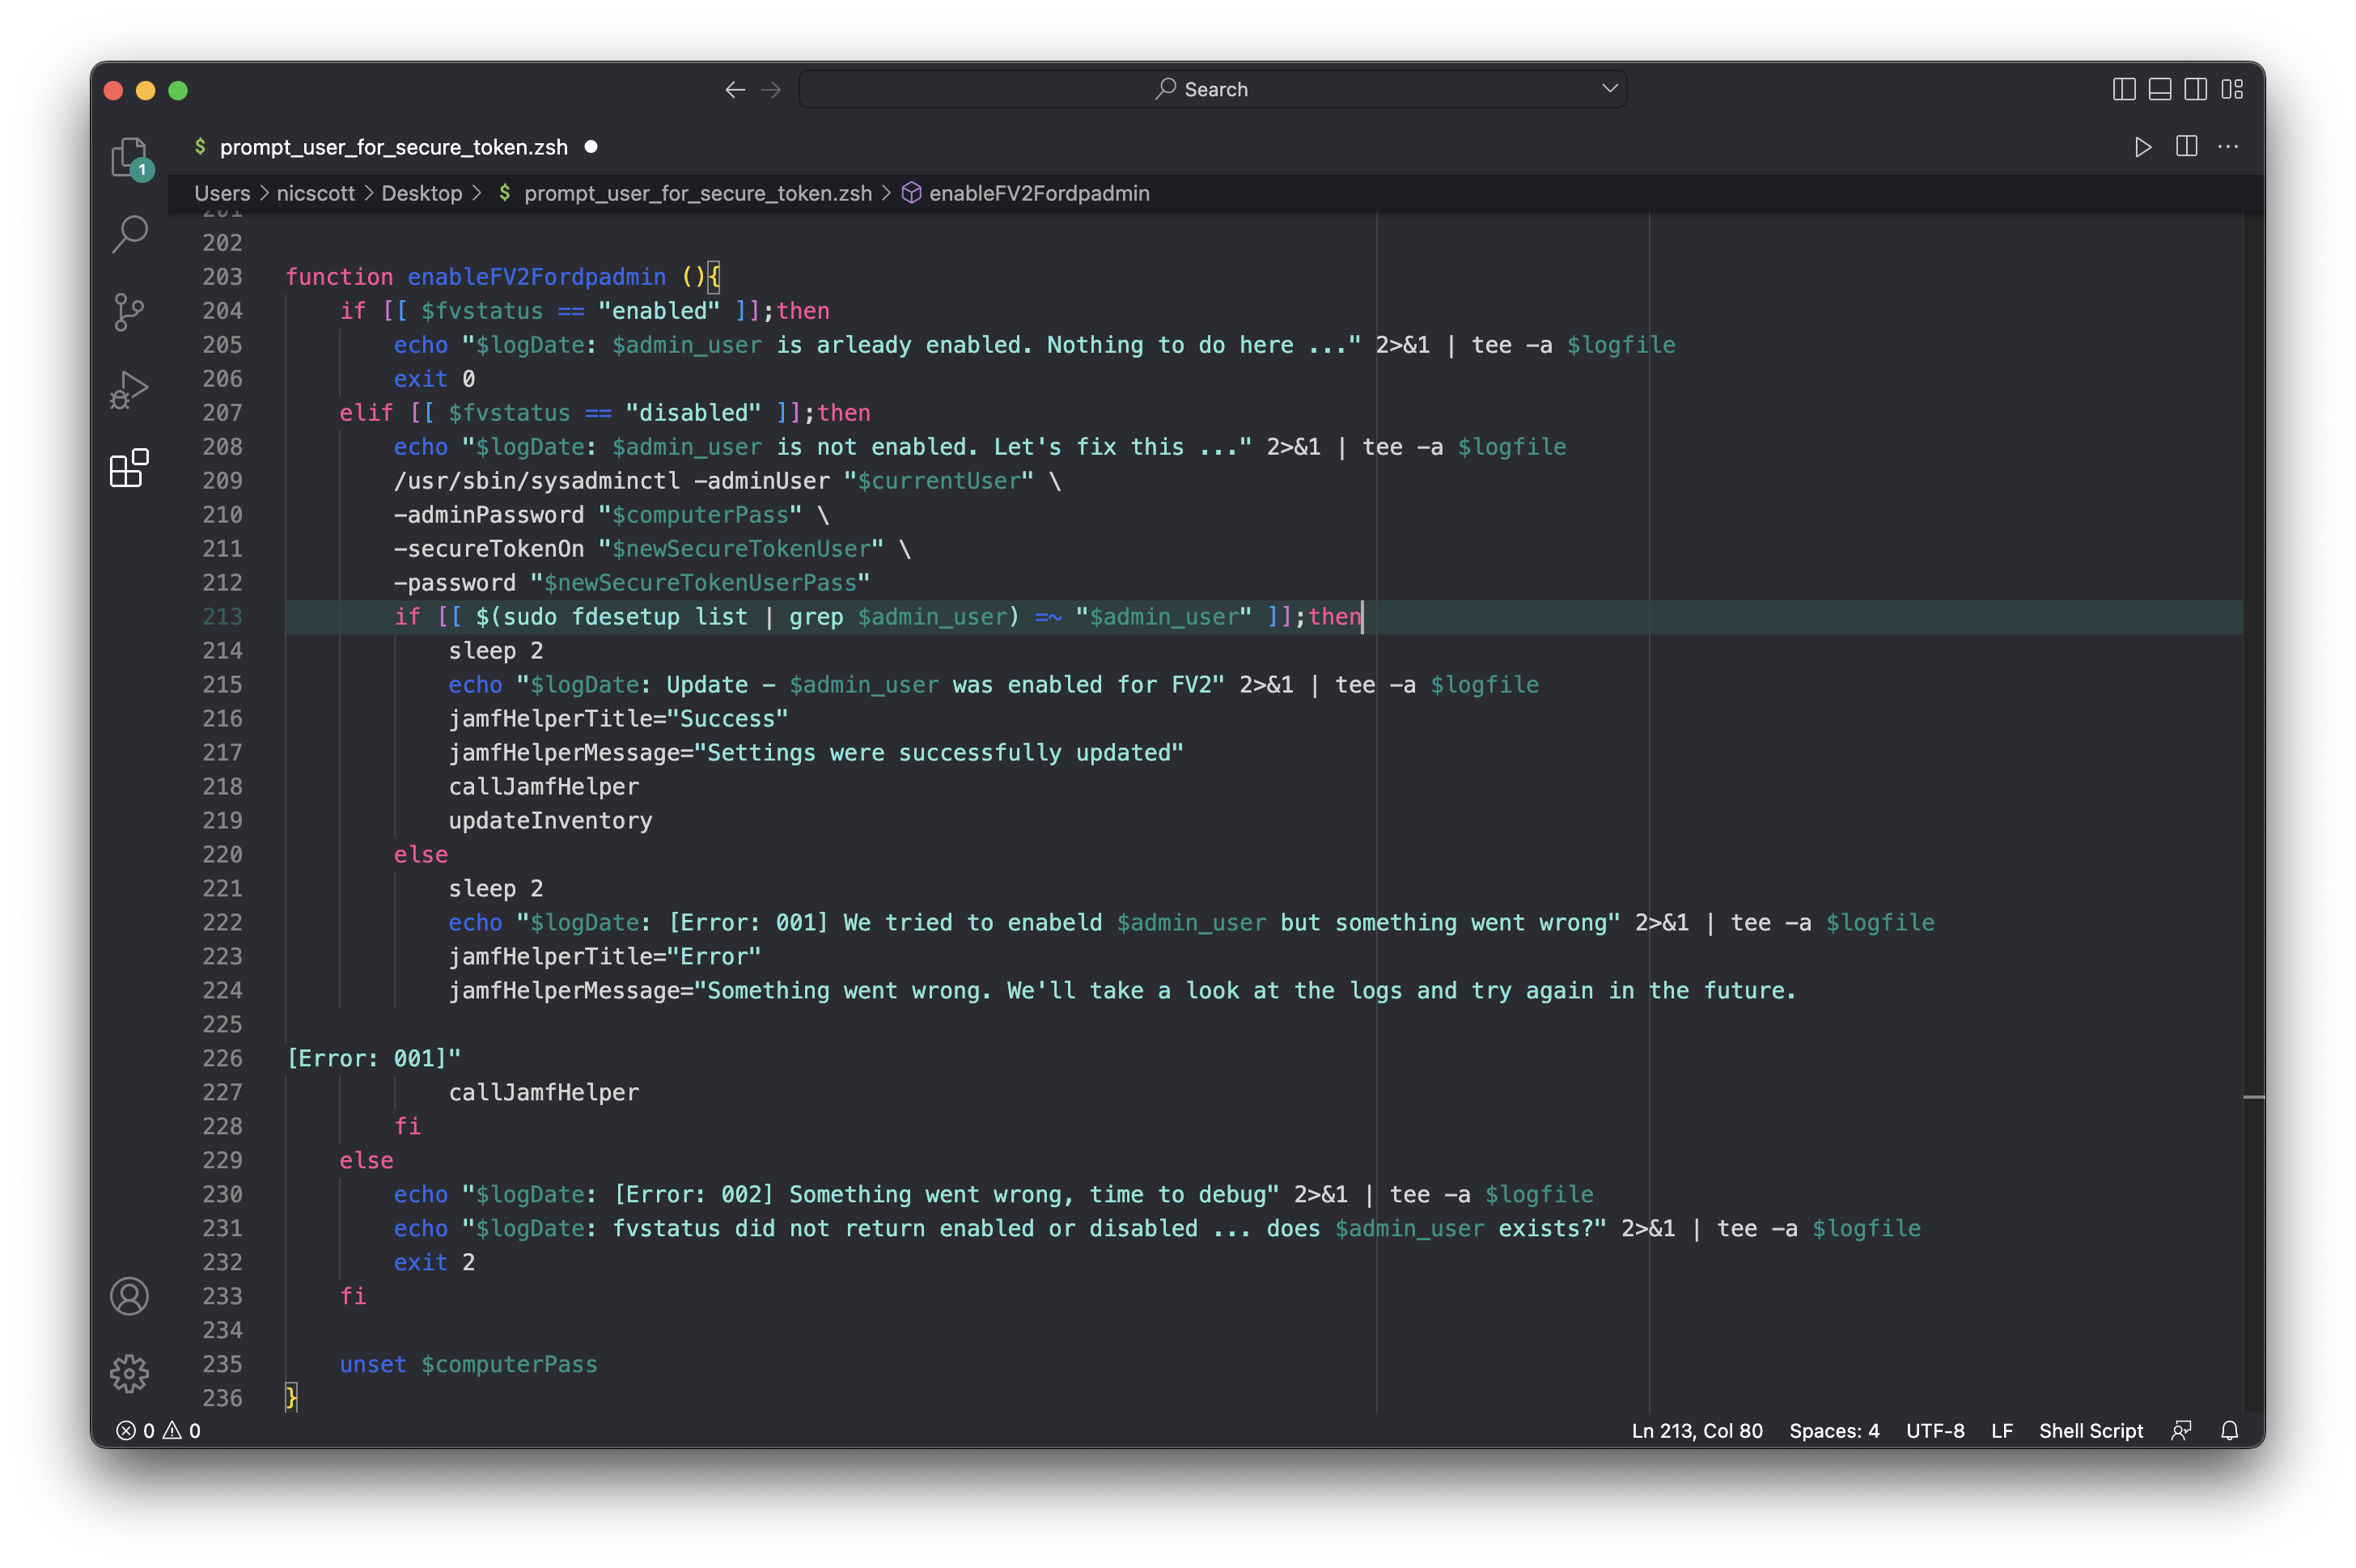 Search
1
$ prompt_user_for_secure_token.zsh
Users > nicscott > Desktop > $ prompt_user_for_secure_token.zsh > enableFV2Fordpadmin
201
202
203 function enableFV2Fordpadmin (){
204     if [[ $fvstatus == "enabled" ]];then
205         echo "$logDate: $admin_user is arleady enabled. Nothing to do here ..." 2>&1 | tee -a $logfile
206         exit 0
207     elif [[ $fvstatus == "disabled" ]];then
208         echo "$logDate: $admin_user is not enabled. Let's fix this ..." 2>&1 | tee -a $logfile
209         /usr/sbin/sysadminctl -adminUser "$currentUser" \
210         -adminPassword "$computerPass" \
211         -secureTokenOn "$newSecureTokenUser" \
212         -password "$newSecureTokenUserPass"
213         if [[ $(sudo fdesetup list | grep $admin_user) =~ "$admin_user" ]];then
214             sleep 2
215             echo "$logDate: Update - $admin_user was enabled for FV2" 2>&1 | tee -a $logfile
216             jamfHelperTitle="Success"
217             jamfHelperMessage="Settings were successfully updated"
218             callJamfHelper
219             updateInventory
220         else
221             sleep 2
222             echo "$logDate: [Error: 001] We tried to enabeld $admin_user but something went wrong" 2>&1 | tee -a $logfile
223             jamfHelperTitle="Error"
224             jamfHelperMessage="Something went wrong. We'll take a look at the logs and try again in the future.
225
226 [Error: 001]"
227             callJamfHelper
228         fi
229     else
230         echo "$logDate: [Error: 002] Something went wrong, time to debug" 2>&1 | tee -a $logfile
231         echo "$logDate: fvstatus did not return enabled or disabled ... does $admin_user exists?" 2>&1 | tee -a $logfile
232         exit 2
233     fi
234
235     unset $computerPass
236 }
0 0 Ln 213, Col 80 Spaces: 4 UTF-8 LF Shell Script